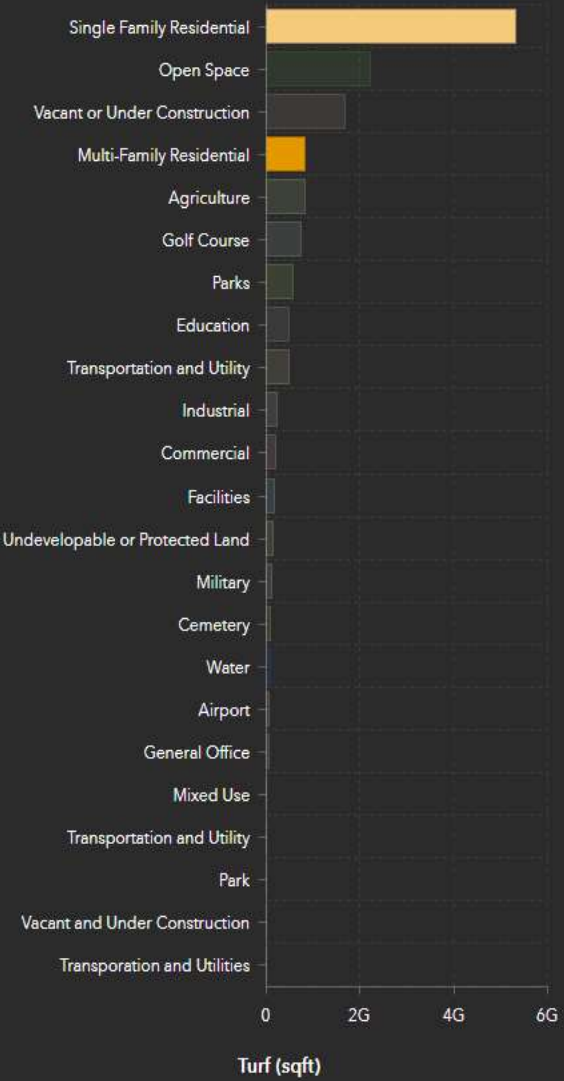 Single Family Residential
Open Space
Vacant or Under Construction
Multi-Family Residential
Agriculture
Golf Course
Parks
Education
Transportation and Utility
Industrial
Commercial
Facilities
Undevelopable or Protected Land
Military
Cemetery
Water
Airport
General Office
Mixed Use
Transportation and Utility
Park
Vacant and Under Construction
Transporation and Utilities
0 2G 4G 6G
Turf (sqft)